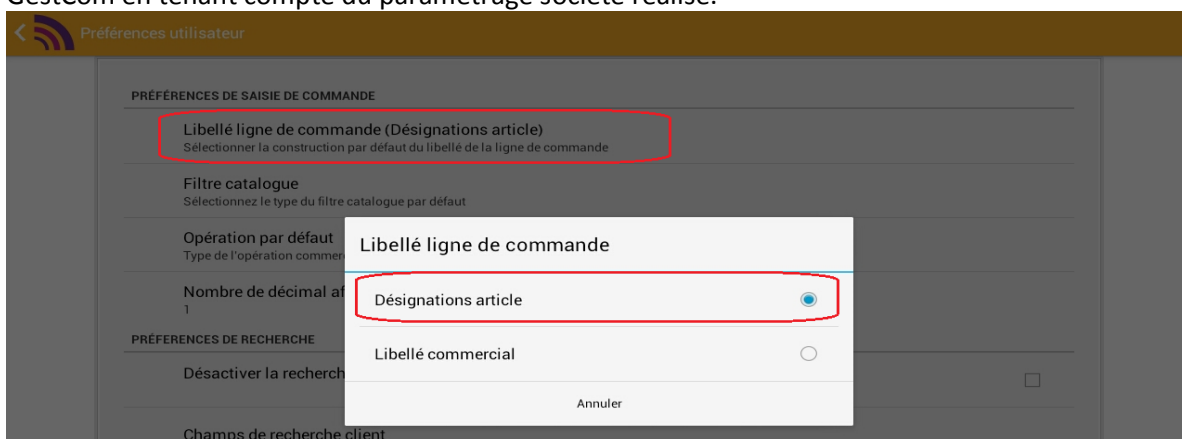 GestCom en tenant compte du paramétrage société réalisé.
Préférences utilisateur
PRÉFÉRENCES DE SAISIE DE COMMANDE
Libellé ligne de commande (Désignations article)
Sélectionner la construction par défaut du libellé de la ligne de commande
Filtre catalogue
Sélectionnez le type du filtre catalogue par défaut
Opération par défaut
Type de l'opération commer
Nombre de décimal af
1
Libellé ligne de commande
Désignations article
Libellé commercial
Annuler
PRÉFERENCES DE RECHERCHE
Désactiver la recherch
Champs de recherche client